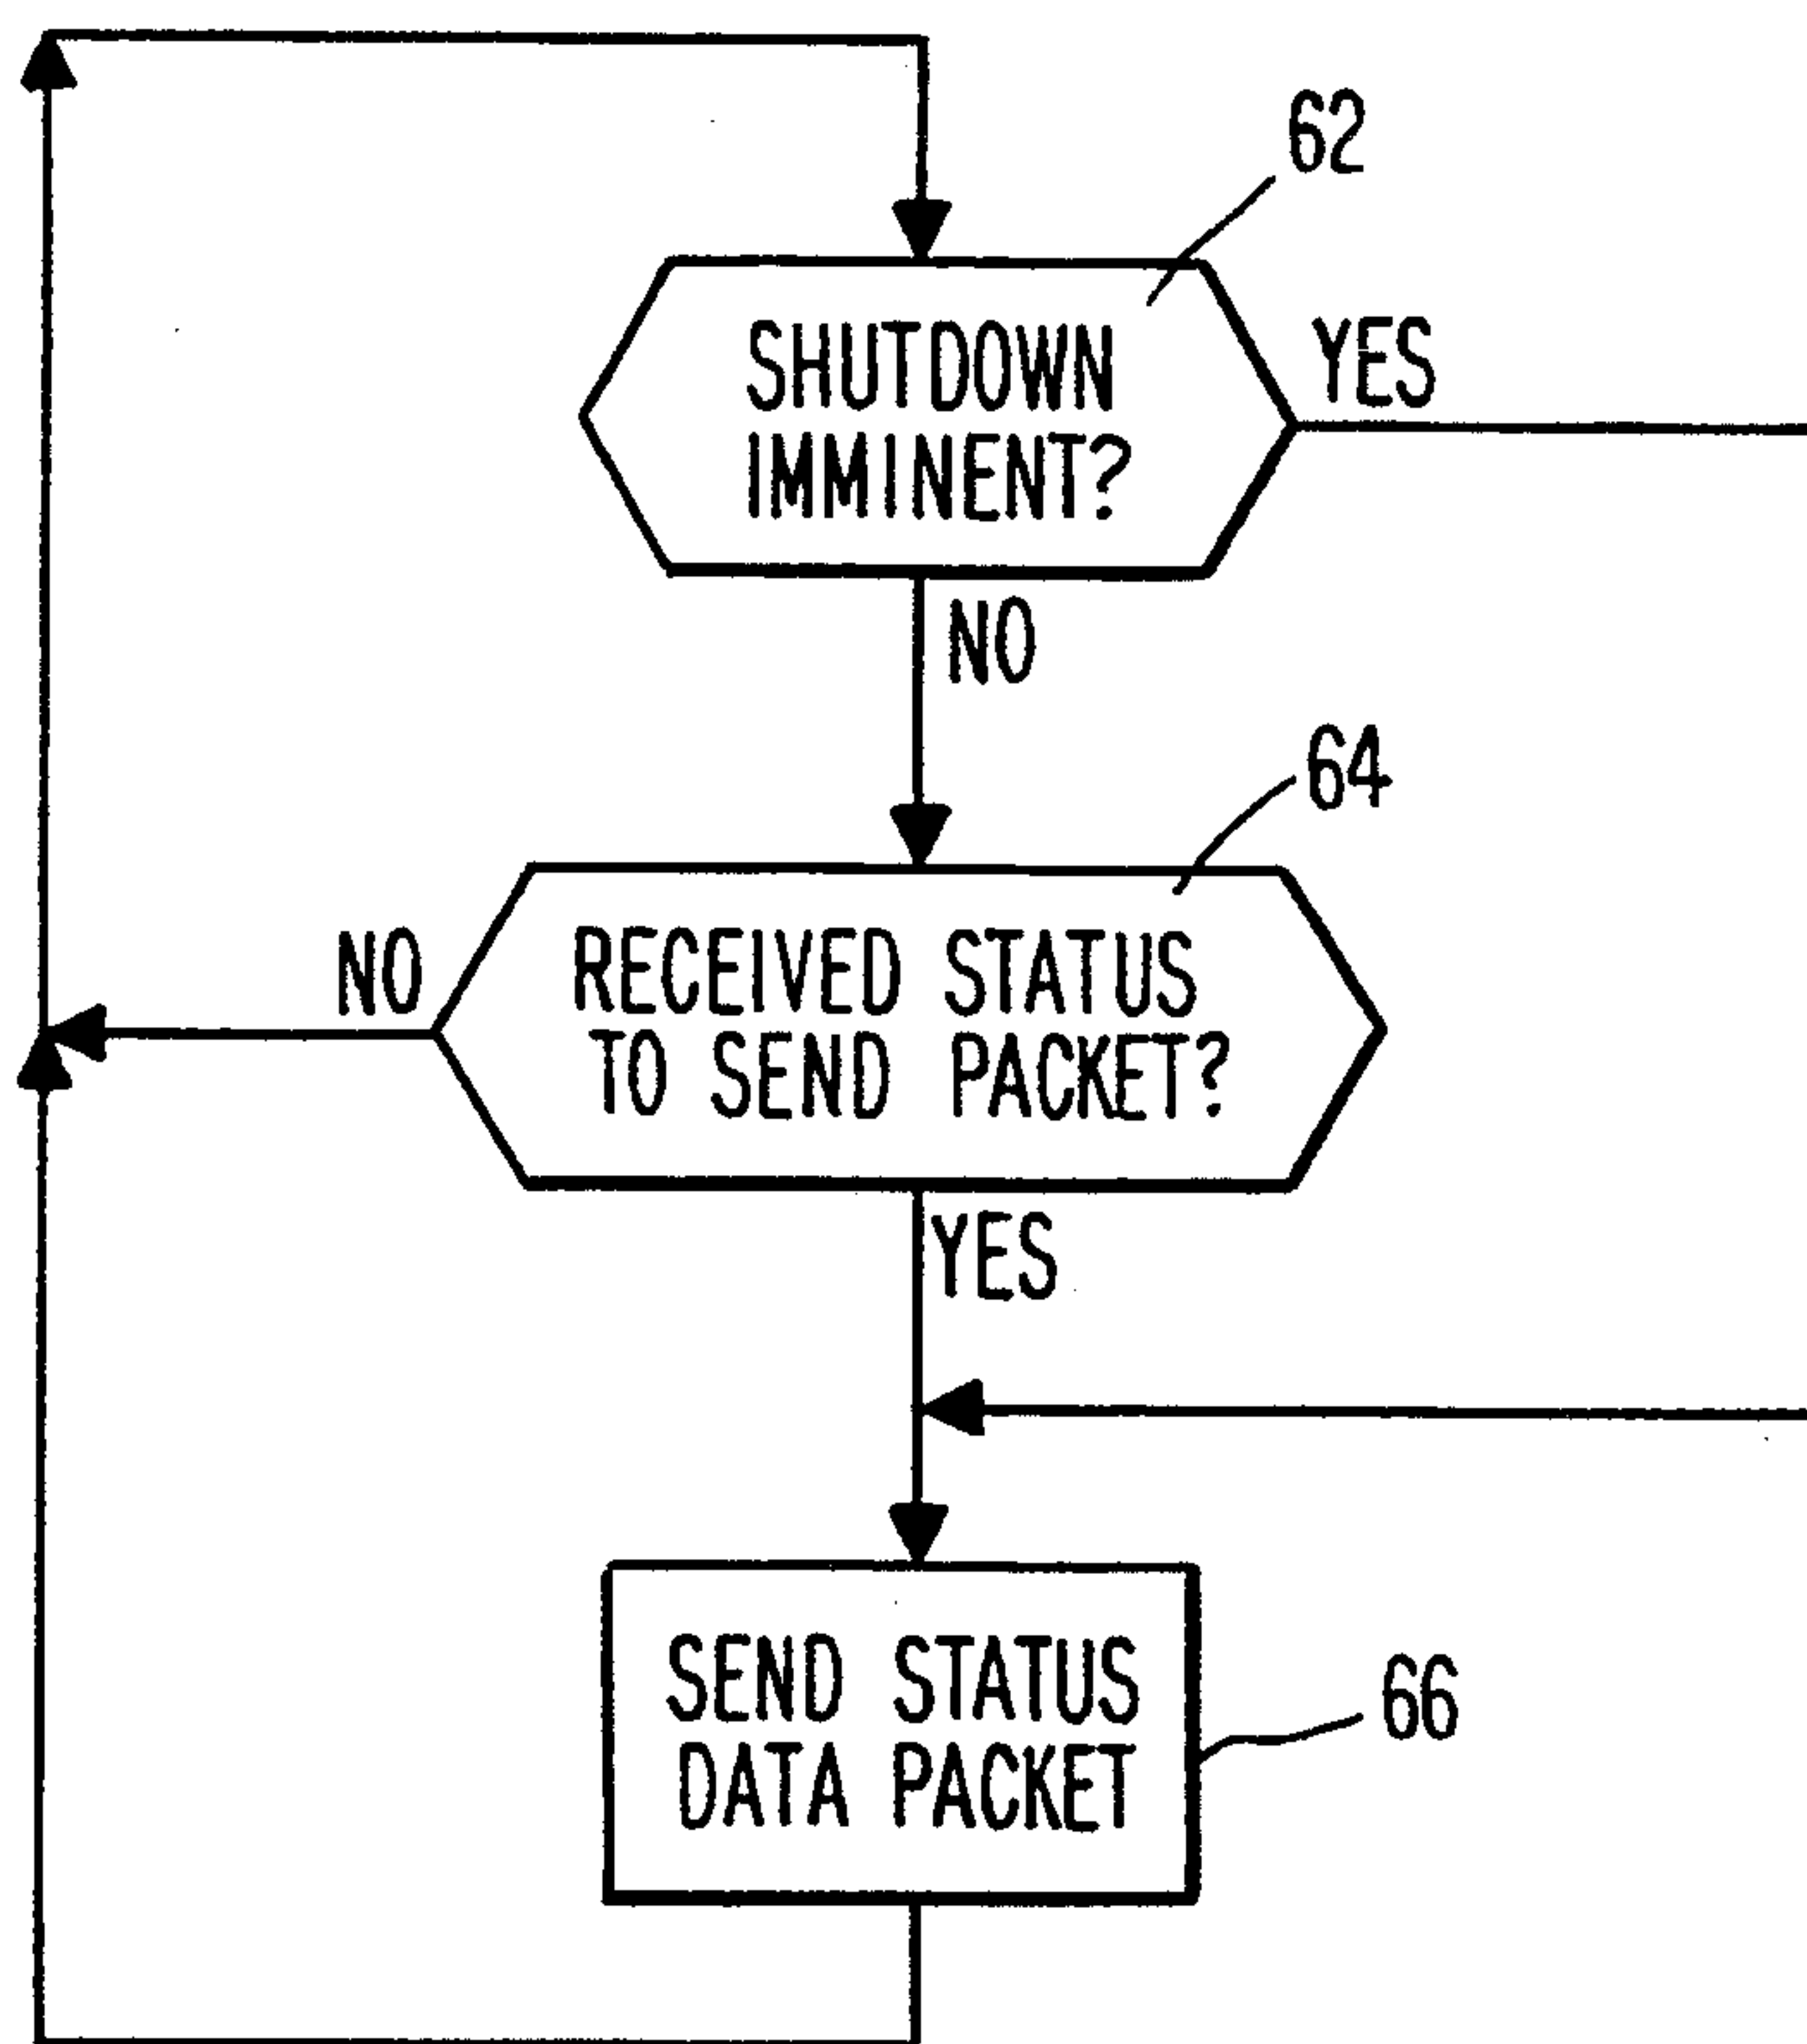 62
SHUTDOWN
IMMINENT?
YES
NO
64
NO
RECEIVED STATUS
TO SEND PACKET?
YES
SEND STATUS
DATA PACKET
66